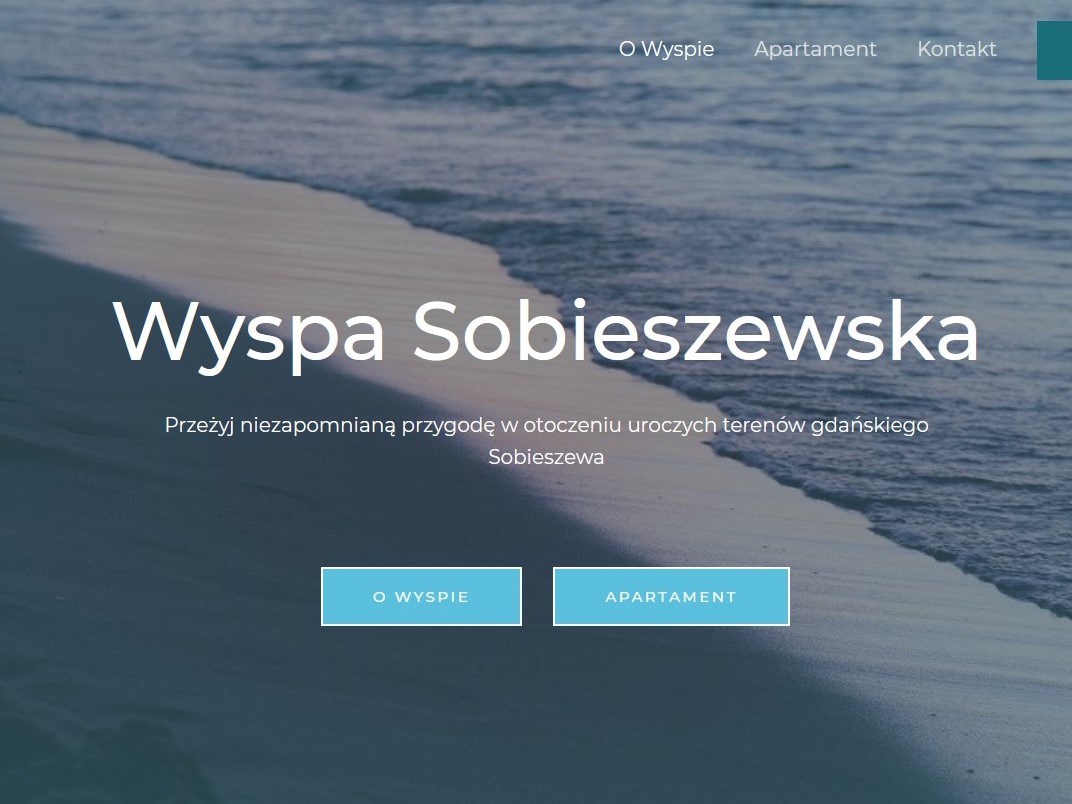 O Wyspie Apartament Kontakt
Wyspa Sobieszewska
Przeżyj niezapomnianą przygodę w otoczeniu uroczych terenów gdańskiego
Sobieszewa
O WYSPIE APARTAMENT